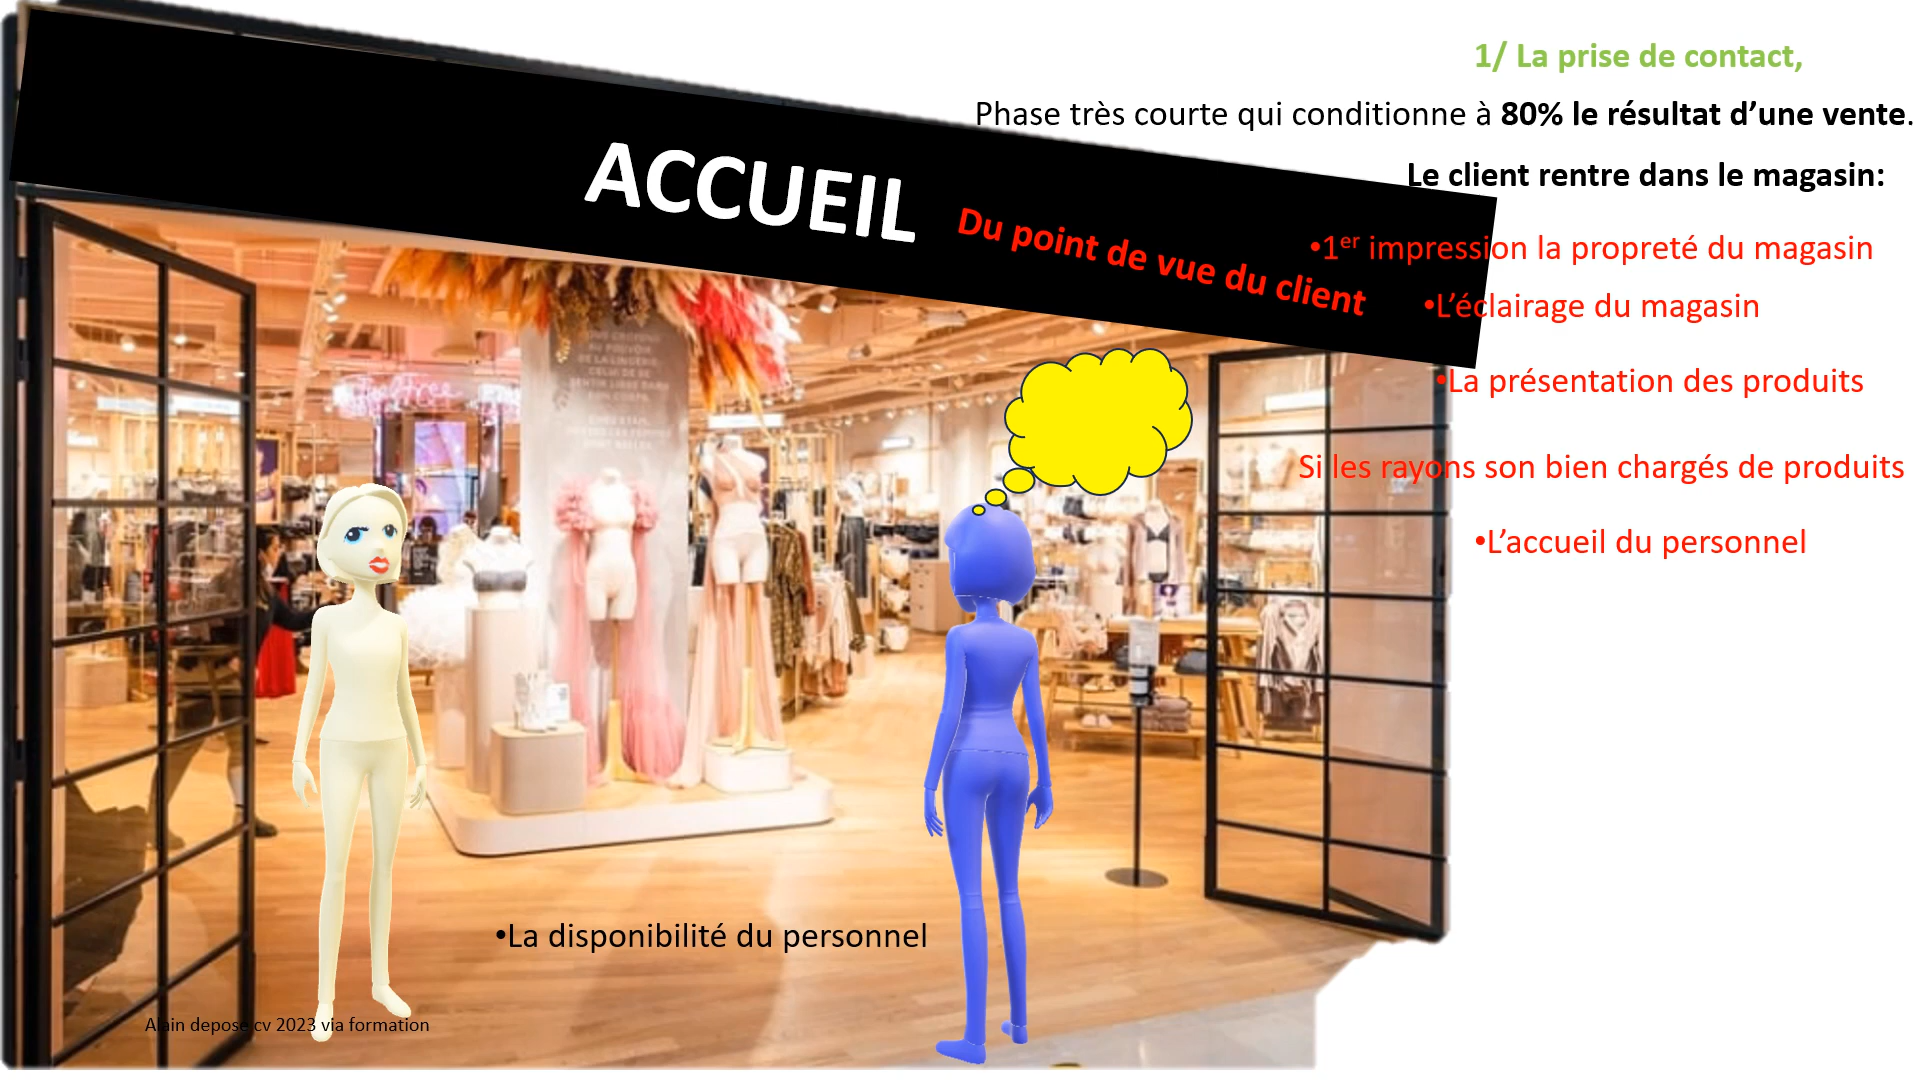 1/ La prise de contact,
Phase très courte qui conditionne à 80% le résultat d’une vente.
Le client rentre dans le magasin:
ACCUEIL
Du point de vue du client
•1er impression la propreté du magasin
•L’éclairage du magasin
•La présentation des produits
Si les rayons son bien chargés de produits
•L’accueil du personnel
•La disponibilité du personnel
Alain depose cv 2023 via formation